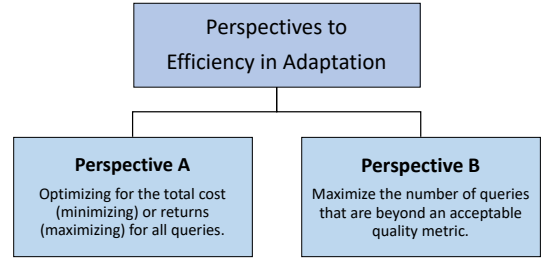 Perspectives to
Efficiency in Adaptation
Perspective A
Optimizing for the total cost
(minimizing) or returns
(maximizing) for all queries.
Perspective B
Maximize the number of queries
that are beyond an acceptable
quality metric.